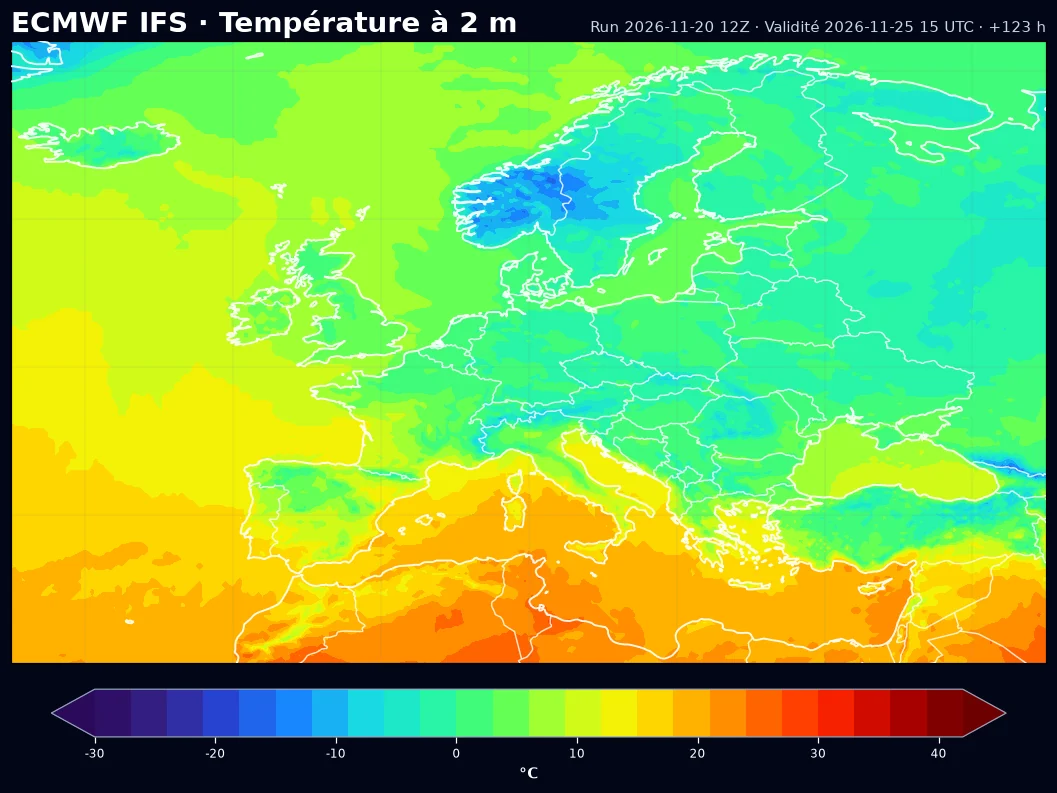 ECMWF IFS · Température à 2 m
Run 2026-11-20 12Z · Validité 2026-11-25 15 UTC · +123 h
-30 -20 -10 0 10 20 30 40
°C